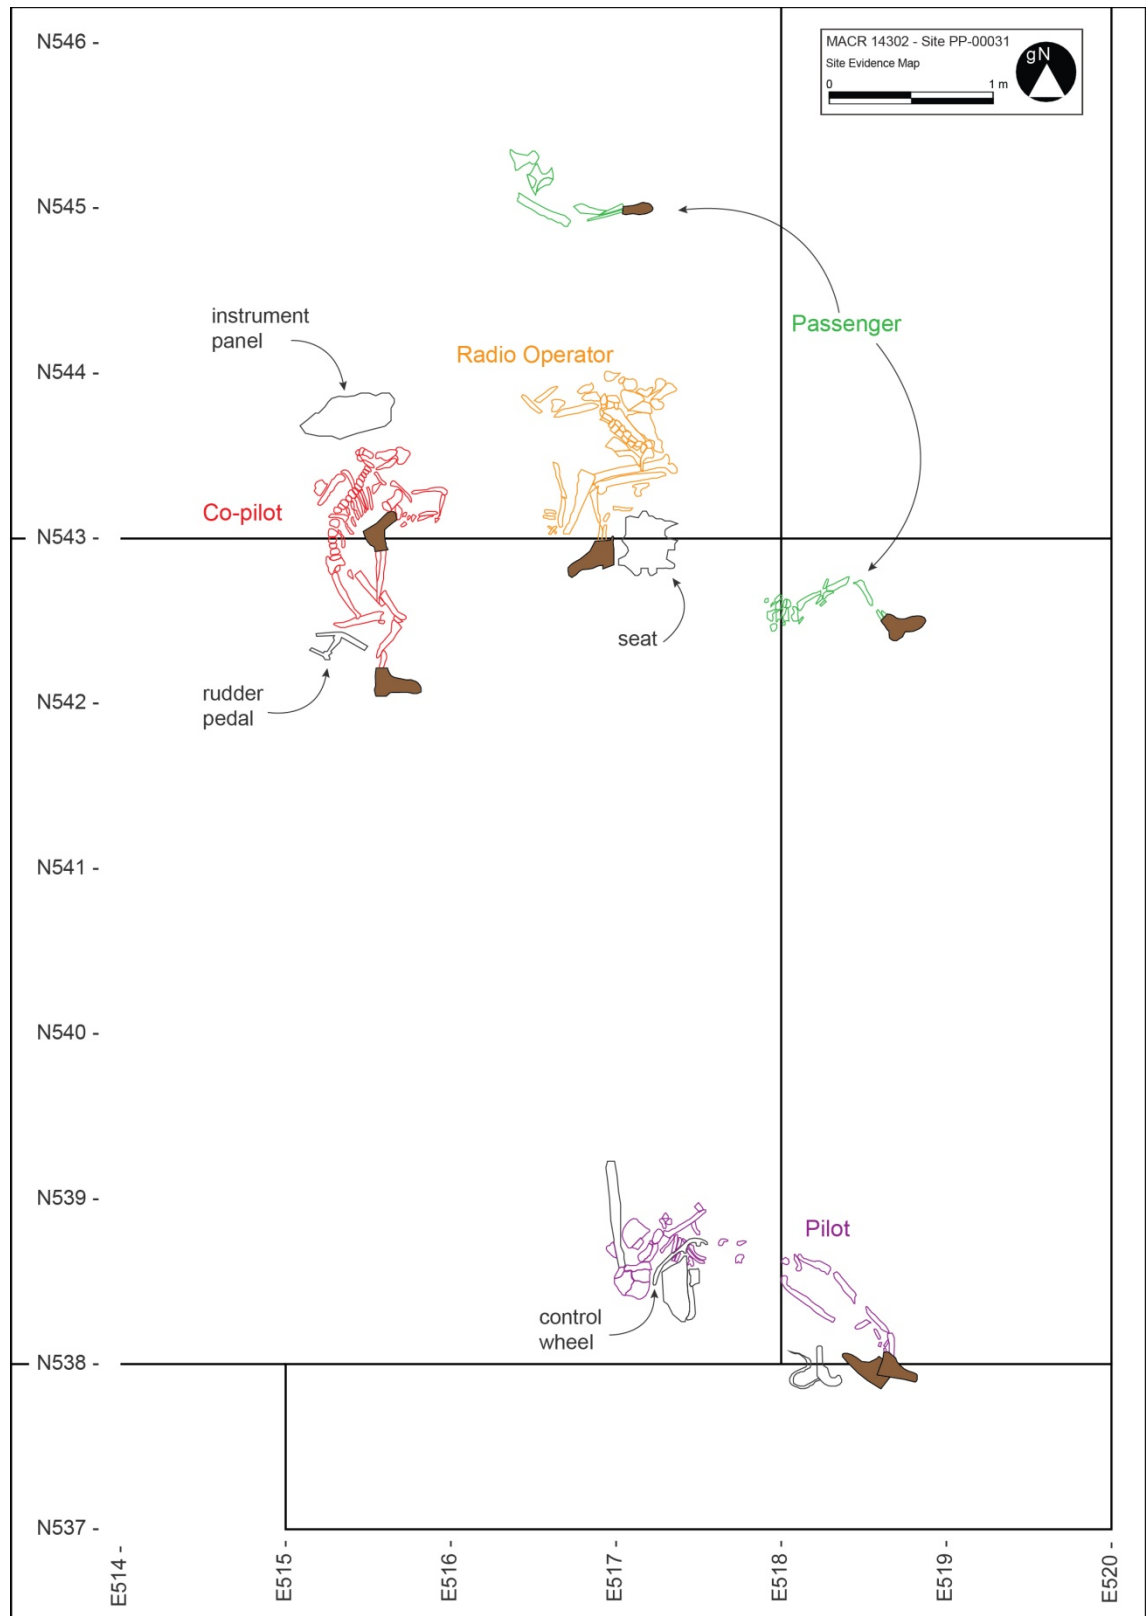 N546 -
MACR 14302 - Site PP-00031
Site Evidence Map
0 1 m
gN
N545 -
instrument
panel
Passenger
Radio Operator
N544 -
Co-pilot
N543 -
seat
rudder
pedal
N542 -
N541 -
N540 -
N539 -
Pilot
control
wheel
N538 -
N537 -
E514 -
E515 -
E516 -
E517 -
E518 -
E519 -
E520 -